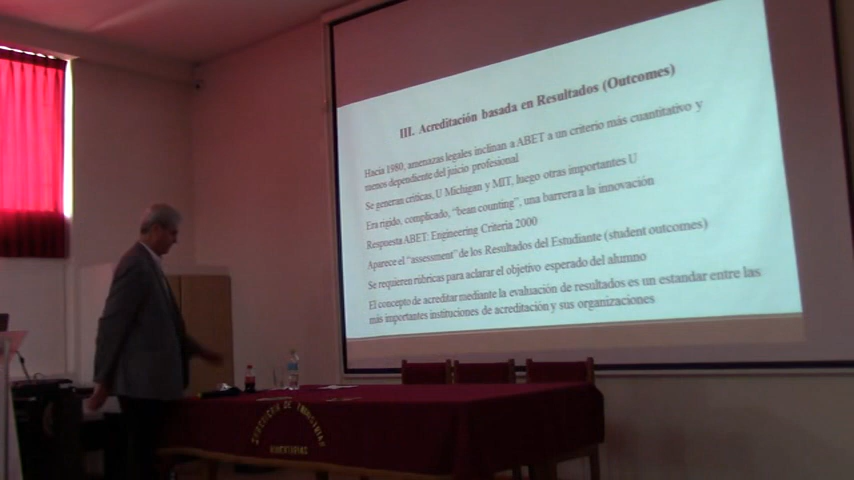 III. Acreditación basada en Resultados (Outcomes)
Hacia 1980, amenazas legales inclinan a ABET a un criterio más cuantitativo y
menos dependiente del juicio profesional
Se generan críticas, U Michigan y MIT, luego otras importantes U
Era rígido, complicado, “bean counting”, una barrera a la innovación
Respuesta ABET: Engineering Criteria 2000
Aparece el “assessment” de los Resultados del Estudiante (student outcomes)
Se requieren rúbricas para aclarar el objetivo esperado del alumno
El concepto de acreditar mediante la evaluación de resultados es un estandar entre las
más importantes instituciones de acreditación y sus organizaciones
DE